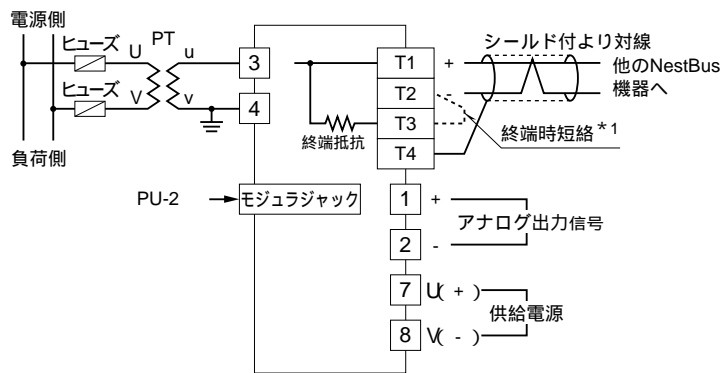 電源側
ヒューズ
U
PT
u
3
ヒューズ
V
v
4
負荷側
PU-2
モジュラジャック
終端抵抗
T1
T2
T3
T4
+
-
シールド付より対線
他のNestBus
機器へ
終端時短絡*1
1
+
アナログ出力信号
2
-
7
U( + )
供給電源
8
V( - )